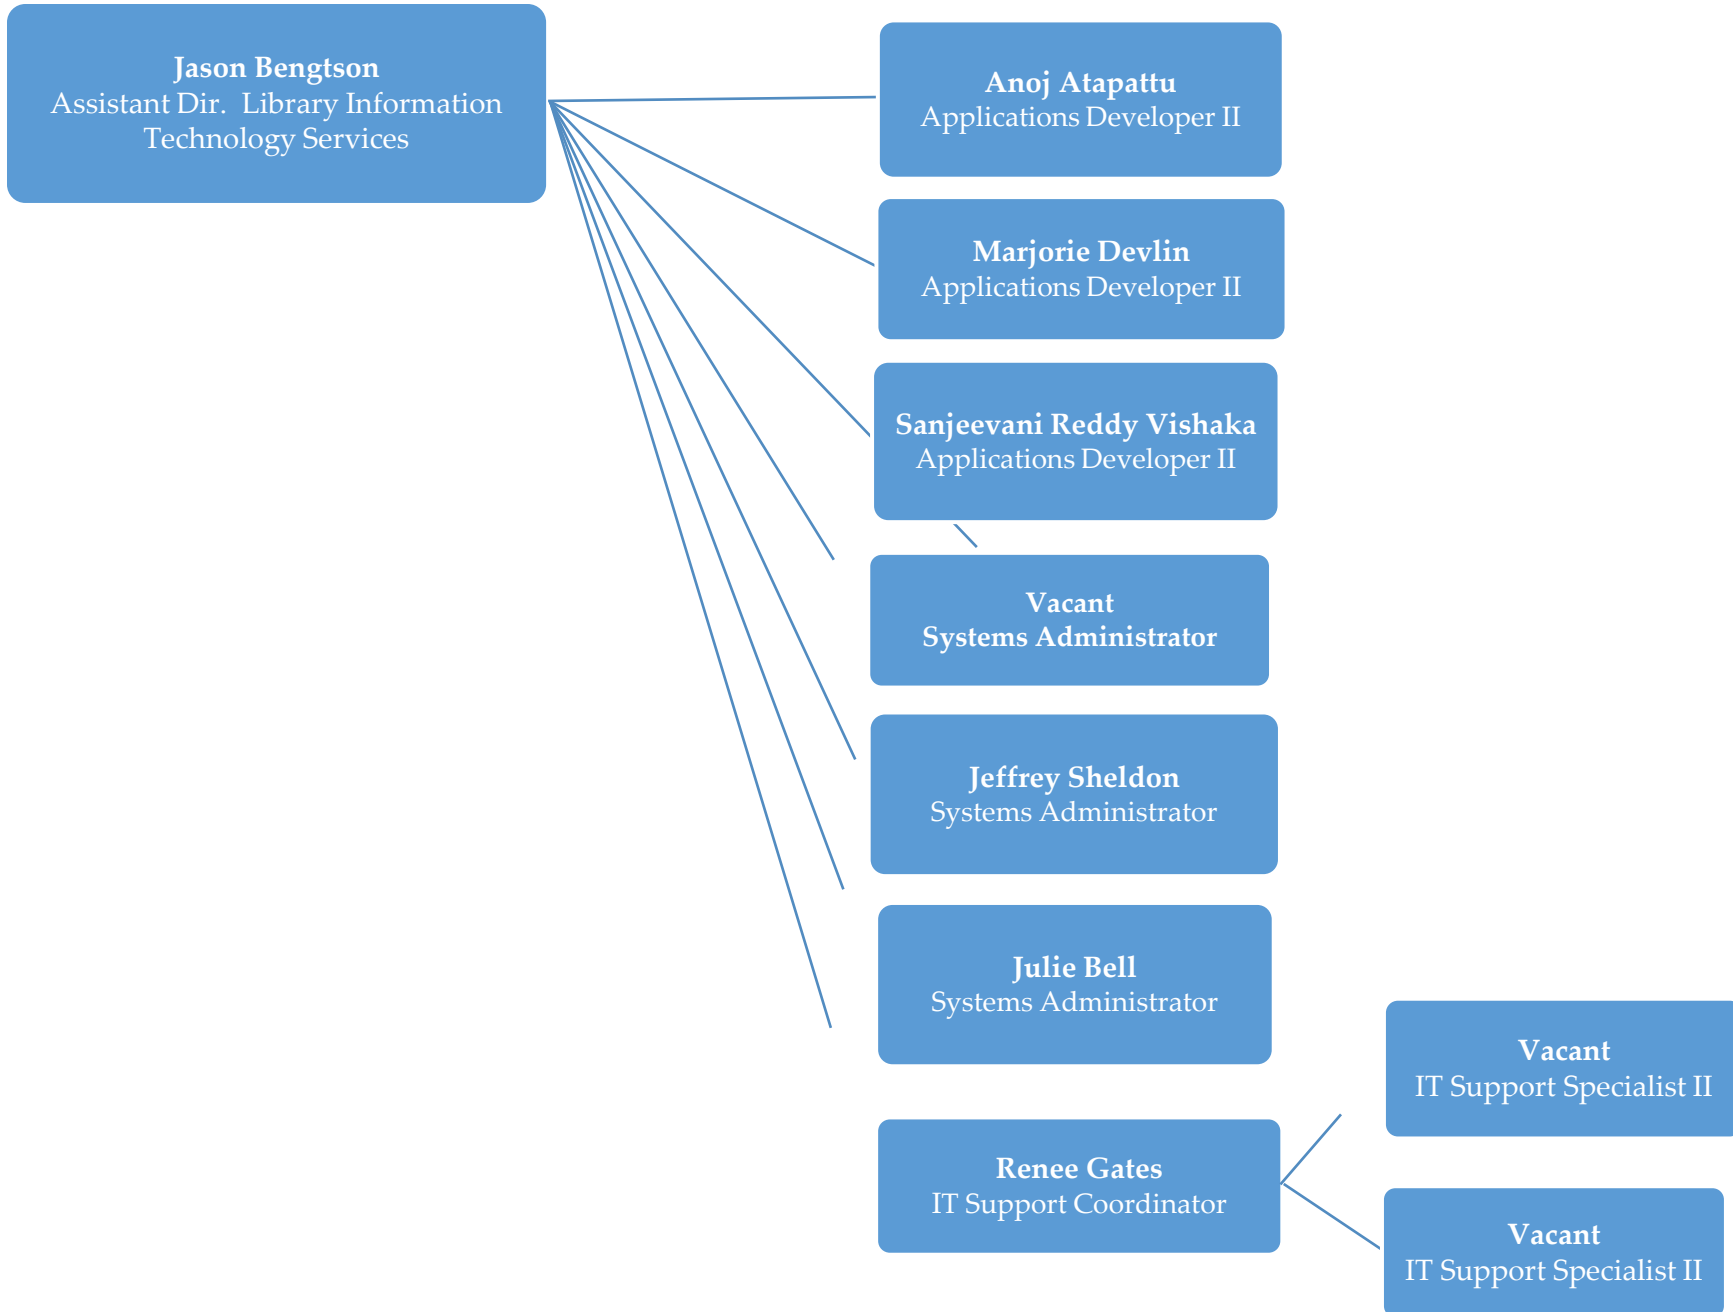 Jason Bengtson
Assistant Dir. Library Information
Technology Services
Anoj Atapattu
Applications Developer II
Marjorie Devlin
Applications Developer II
Sanjeevani Reddy Vishaka
Applications Developer II
Vacant
Systems Administrator
Jeffrey Sheldon
Systems Administrator
Julie Bell
Systems Administrator
Renee Gates
IT Support Coordinator
Vacant
IT Support Specialist II
Vacant
IT Support Specialist II